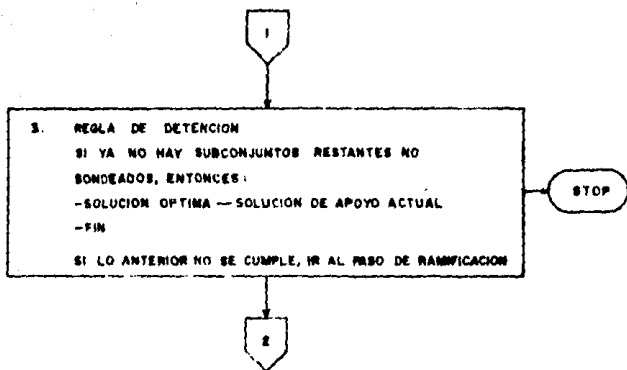 1
3. REGLA DE DETENCION
SI YA NO HAY SUBCONJUNTOS RESTANTES NO
SONDEADOS, ENTONCES:
-SOLUCION OPTIMA — SOLUCION DE APOYO ACTUAL
-FIN
SI LO ANTERIOR NO SE CUMPLE, IR AL PASO DE RAMIFICACION
STOP
2